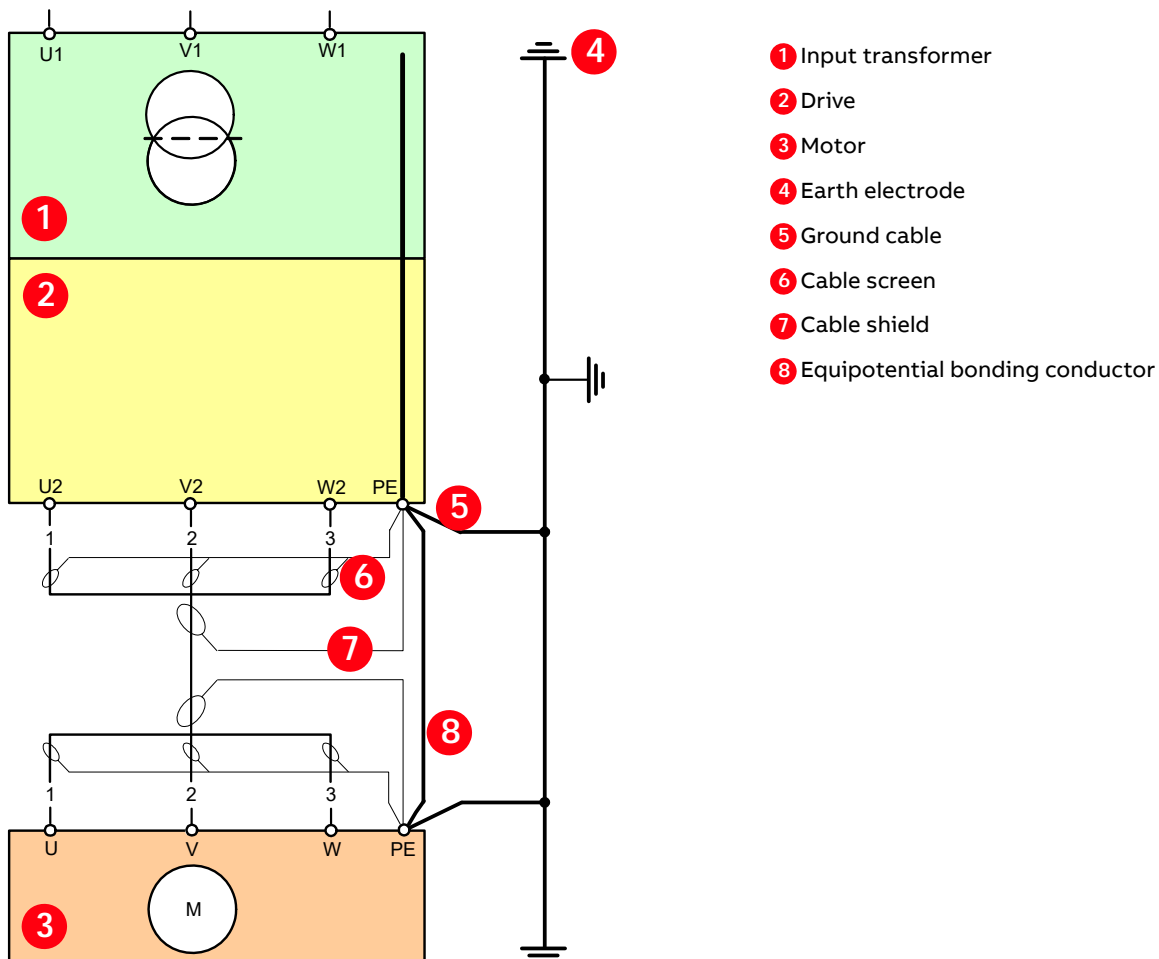 U1 V1 W1
4
1
2
U2 V2 W2 PE
5
1 2 3
6
7
8
1 2 3
U V W PE
M
3
1 Input transformer
2 Drive
3 Motor
4 Earth electrode
5 Ground cable
6 Cable screen
7 Cable shield
8 Equipotential bonding conductor